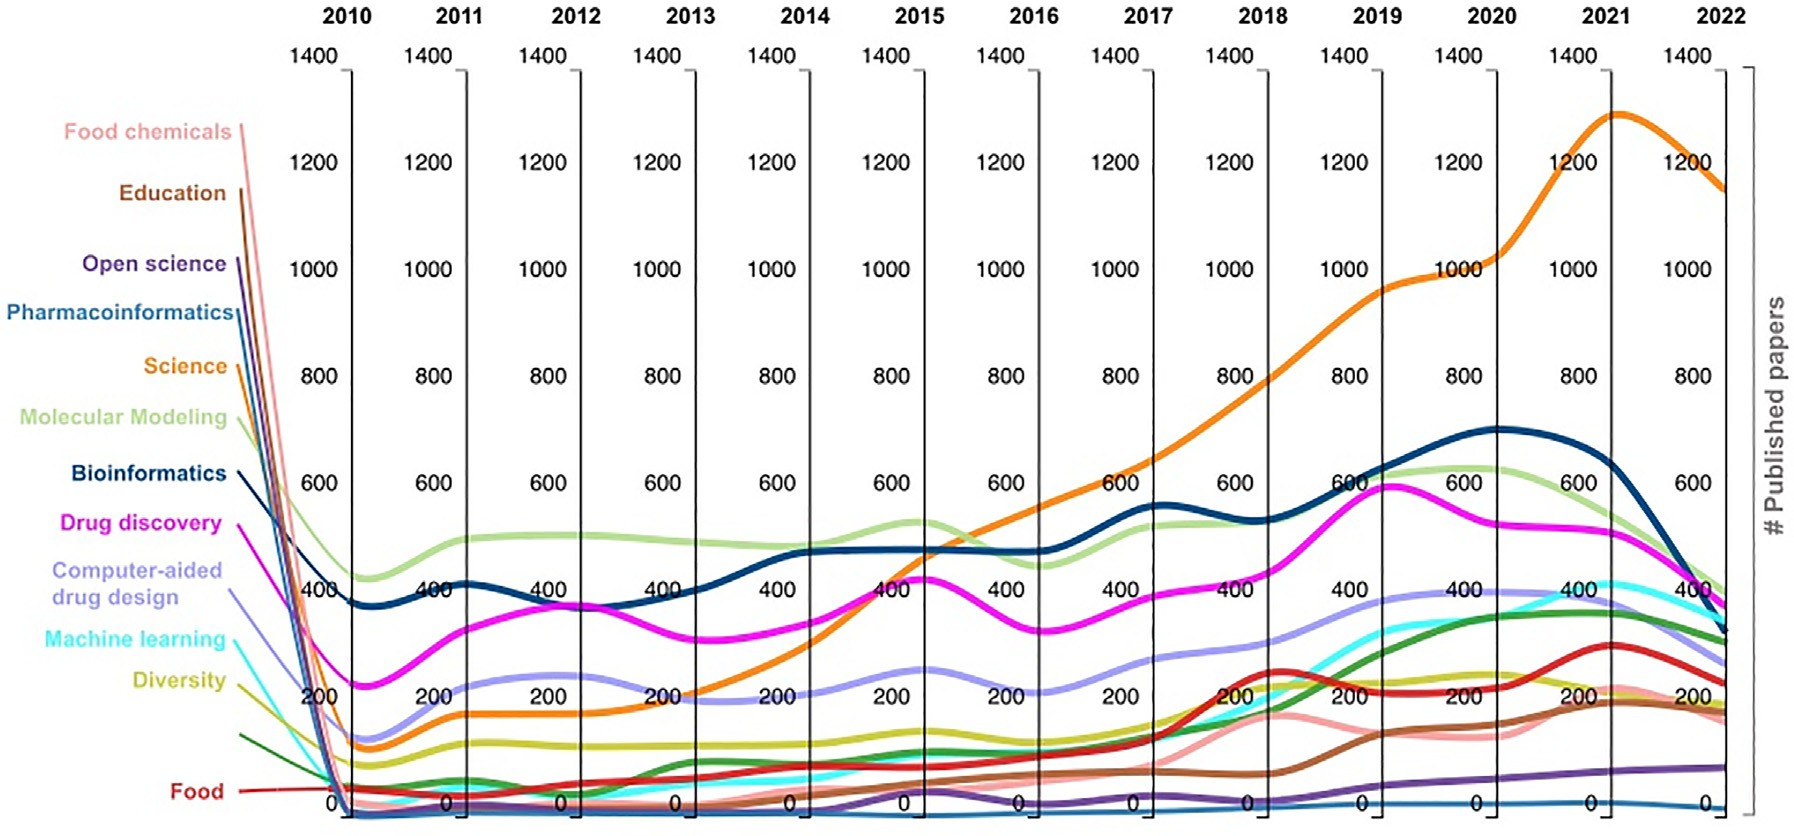 2010 2011 2012 2013 2014 2015 2016 2017 2018 2019 2020 2021 2022
1400 1400 1400 1400 1400 1400 1400 1400 1400 1400 1400 1400 1400
Food chemicals
1200 1200 1200 1200 1200 1200 1200 1200 1200 1200 1200 1200 1200
Education
Open science
1000 1000 1000 1000 1000 1000 1000 1000 1000 1000 1000 1000 1000
Pharmacoinformatics
Science
800 800 800 800 800 800 800 800 800 800 800 800 800
Molecular Modeling
Bioinformatics
600 600 600 600 600 600 600 600 600 600 600 600 600
Drug discovery
Computer-aided
drug design
400 400 400 400 400 400 400 400 400 400 400 400 400
Machine learning
Diversity
200 200 200 200 200 200 200 200 200 200 200 200 200
Food
0 0 0 0 0 0 0 0 0 0 0 0 0
# Published papers